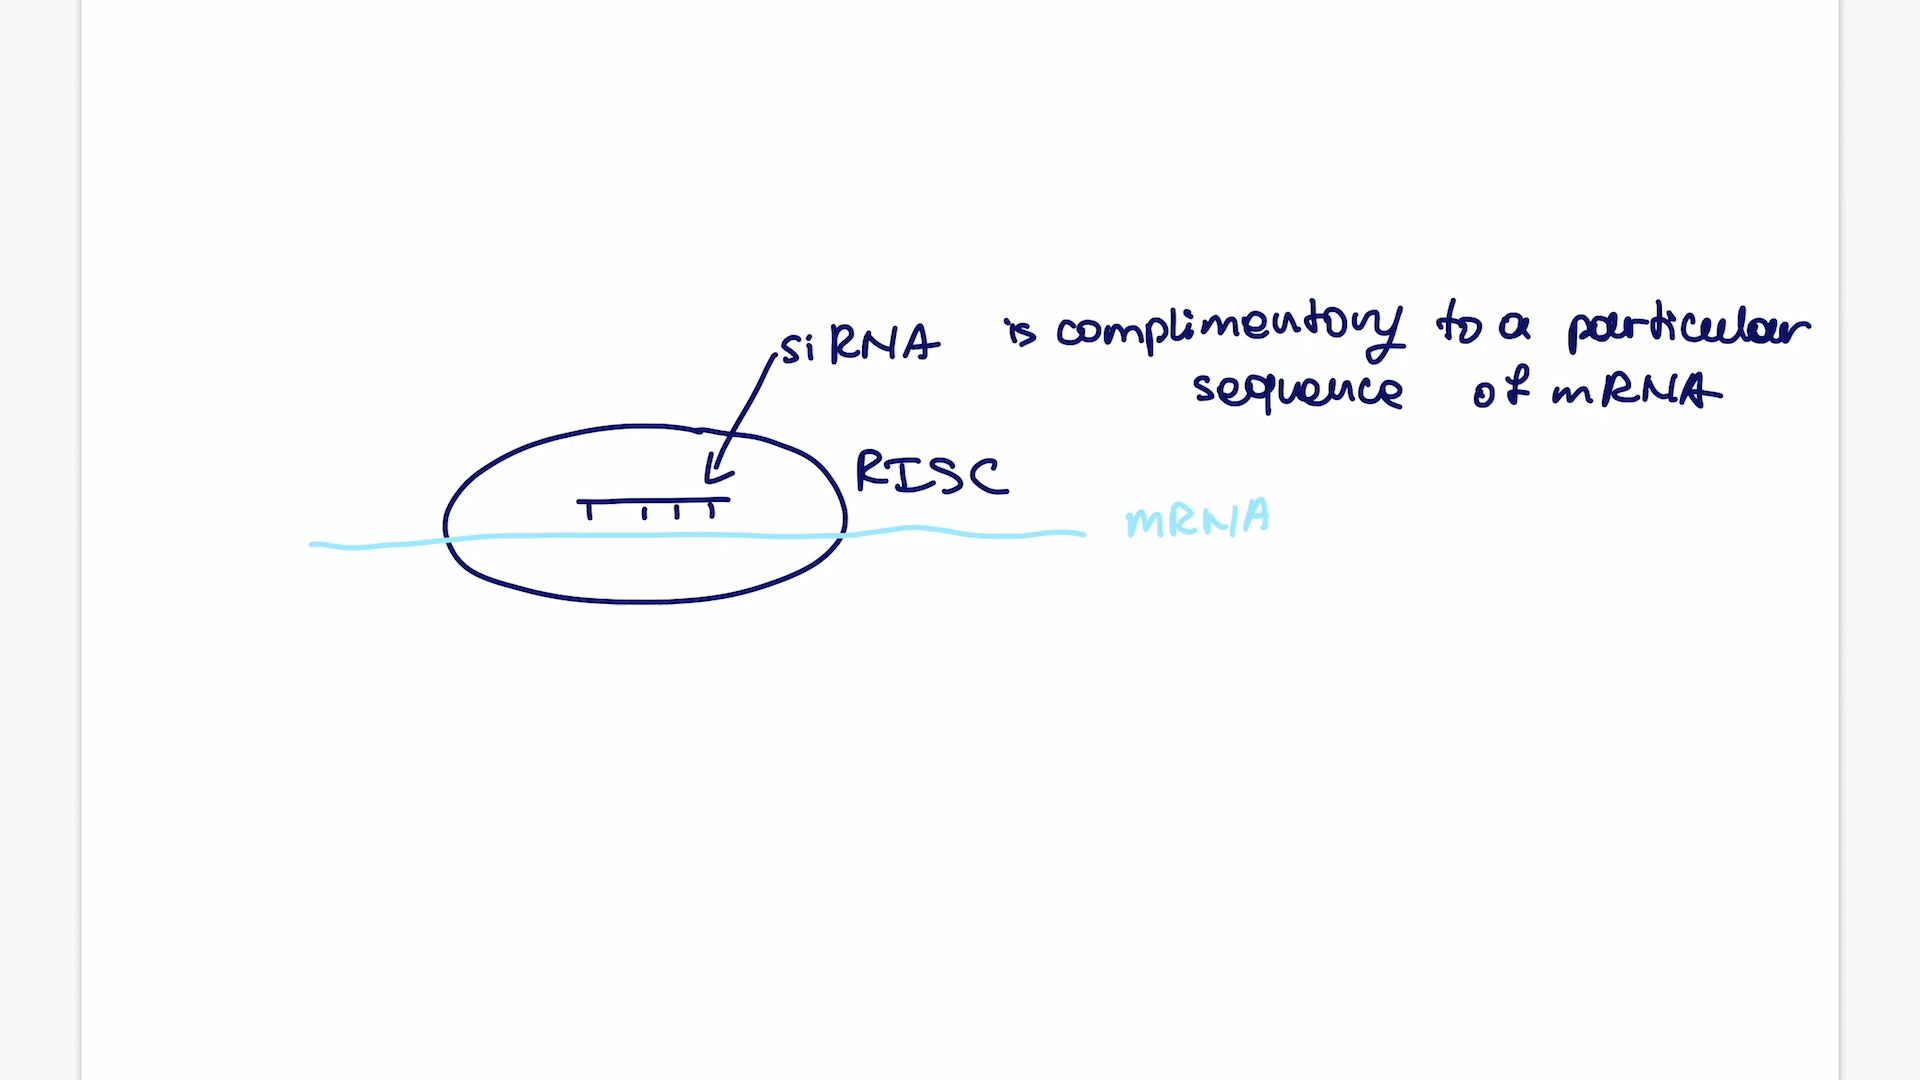 siRNA is complimentory to a particular
sequence of mRNA
RISC
mRNA